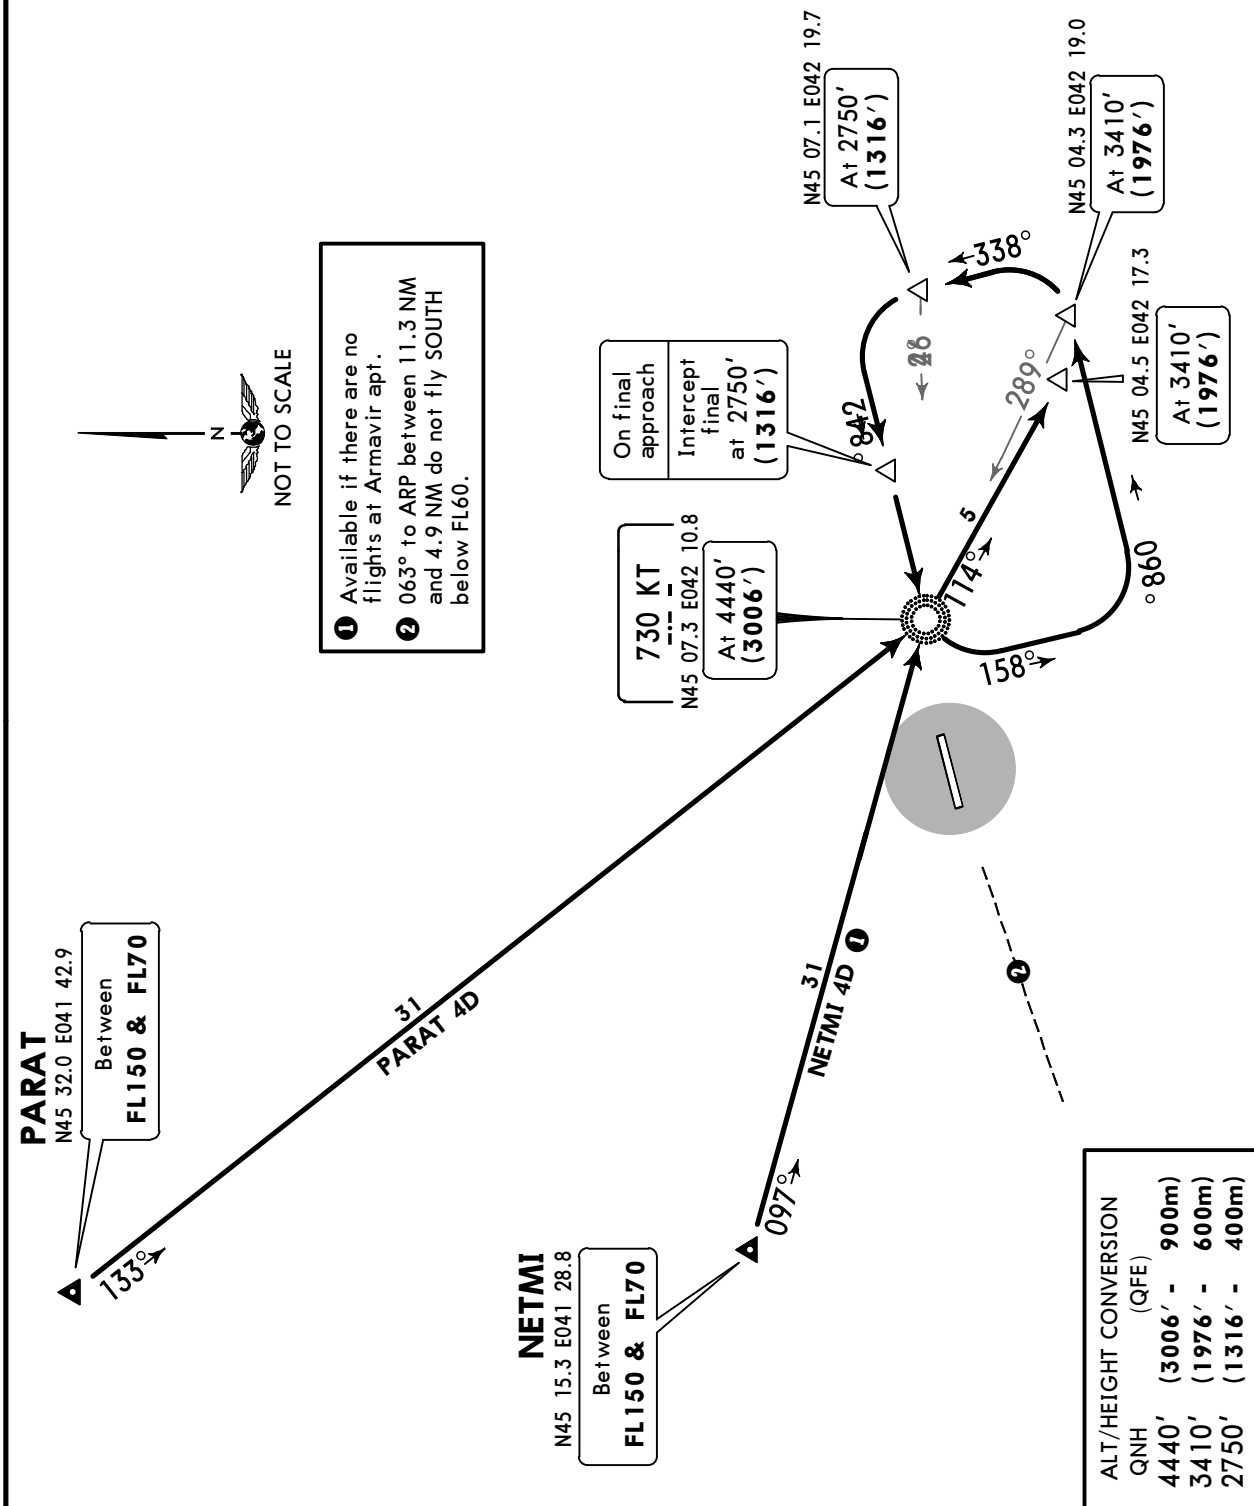 PARAT
N45 32.0 E041 42.9
Between
FL150 & FL70
133°
31
PARAT 4D
N
NOT TO SCALE
1 Available if there are no
flights at Armavir apt.
2 063° to ARP between 11.3 NM
and 4.9 NM do not fly SOUTH
below FL60.
NETMI
N45 15.3 E041 28.8
Between
FL150 & FL70
097°
31
NETMI 4D 1
730 KT
N45 07.3 E042 10.8
At 4440'
(3006')
On final
approach
Intercept
final
at 2750'
(1316')
N45 07.1 E042 19.7
At 2750'
(1316')
338°
289°
N45 04.3 E042 19.0
At 3410'
(1976')
N45 04.5 E042 17.3
At 3410'
(1976')
5
114°
158°
098°
248°
2
ALT/HEIGHT CONVERSION
QNH (QFE)
4440' (3006' - 900m)
3410' (1976' - 600m)
2750' (1316' - 400m)